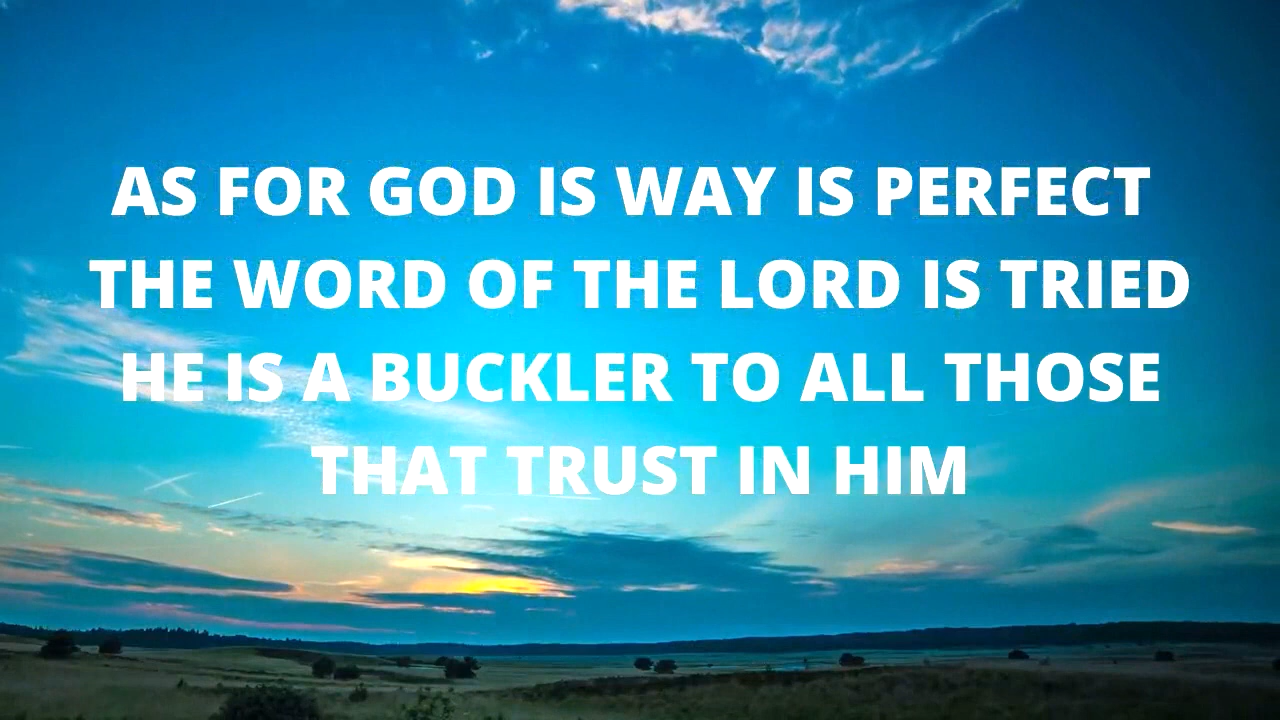 AS FOR GOD IS WAY IS PERFECT
THE WORD OF THE LORD IS TRIED
HE IS A BUCKLER TO ALL THOSE
THAT TRUST IN HIM